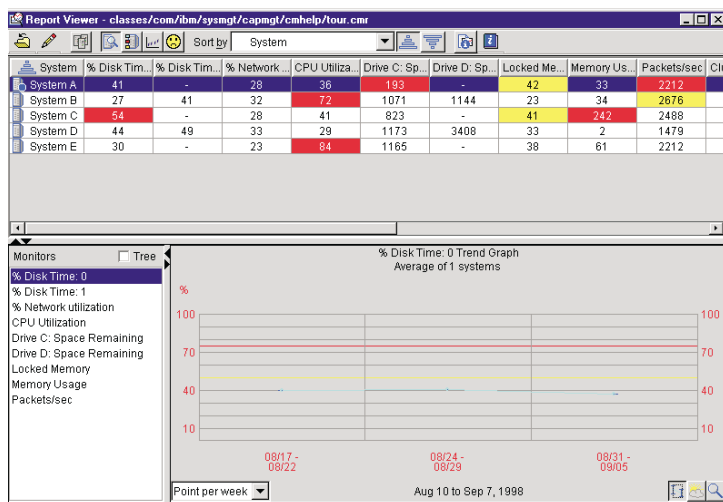 Report Viewer - classes/com/ibm/sysmgt/capmgt/cmhelp/tour.cmr
Sort by System
System % Disk Tim... % Disk Tim... % Network ... CPU Utiliza... Drive C: Sp... Drive D: Sp... Locked Me... Memory Us... Packets/sec Clu
System A 41 - 28 36 193 - 42 33 2212
System B 27 41 32 72 1071 1144 23 34 2676
System C 54 - 28 41 823 - 41 242 2488
System D 44 49 33 29 1173 3408 33 2 1479
System E 30 - 23 84 1165 - 38 61 2212
Monitors Tree
% Disk Time: 0
% Disk Time: 1
% Network utilization
CPU Utilization
Drive C: Space Remaining
Drive D: Space Remaining
Locked Memory
Memory Usage
Packets/sec
% Disk Time: 0 Trend Graph
Average of 1 systems
%
100 100
70 70
40 40
10 10
08/17 - 08/24 - 08/31 -
08/22 08/29 09/05
Point per week Aug 10 to Sep 7, 1998